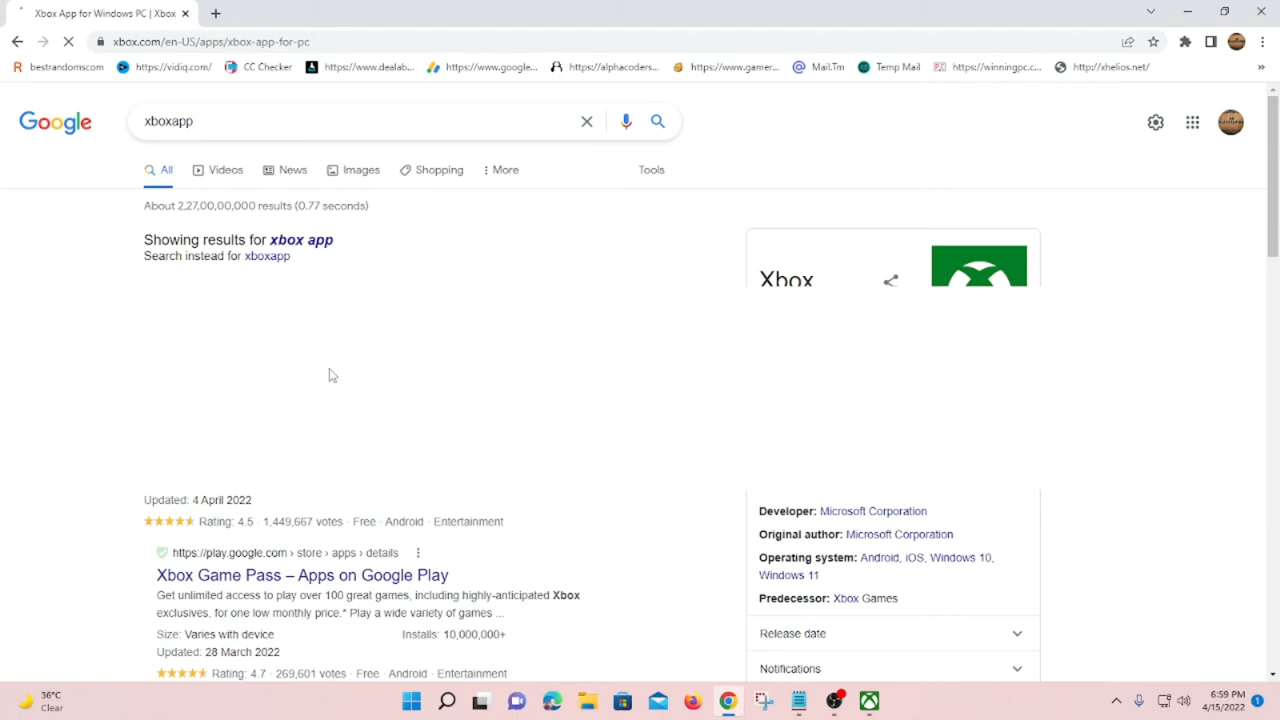 Xbox App for Windows PC | Xbox
xbox.com/en-US/apps/xbox-app-for-pc
bestrandomscom
https://vidiq.com/
CC Checker
https://www.dealab...
https://www.google...
https://alphacoders...
https://www.gamer...
Mail.Tm
Temp Mail
https://winningpc.c...
http://xhelios.net/
»
Google
xboxapp
All
Videos
News
Images
Shopping
More
Tools
About 2,27,00,00,000 results (0.77 seconds)
Showing results for xbox app
Search instead for xboxapp
Xbox
Updated: 4 April 2022
Rating: 4.5 · 1,449,667 votes · Free · Android · Entertainment
https://play.google.com › store › apps › details
Xbox Game Pass – Apps on Google Play
Get unlimited access to play over 100 great games, including highly-anticipated Xbox
exclusives, for one low monthly price.* Play a wide variety of games ...
Size: Varies with device
Installs: 10,000,000+
Updated: 28 March 2022
Rating: 4.7 · 269,601 votes · Free · Android · Entertainment
Developer: Microsoft Corporation
Original author: Microsoft Corporation
Operating system: Android, iOS, Windows 10,
Windows 11
Predecessor: Xbox Games
Release date
Notifications
36°C
Clear
6:59 PM
4/15/2022
1